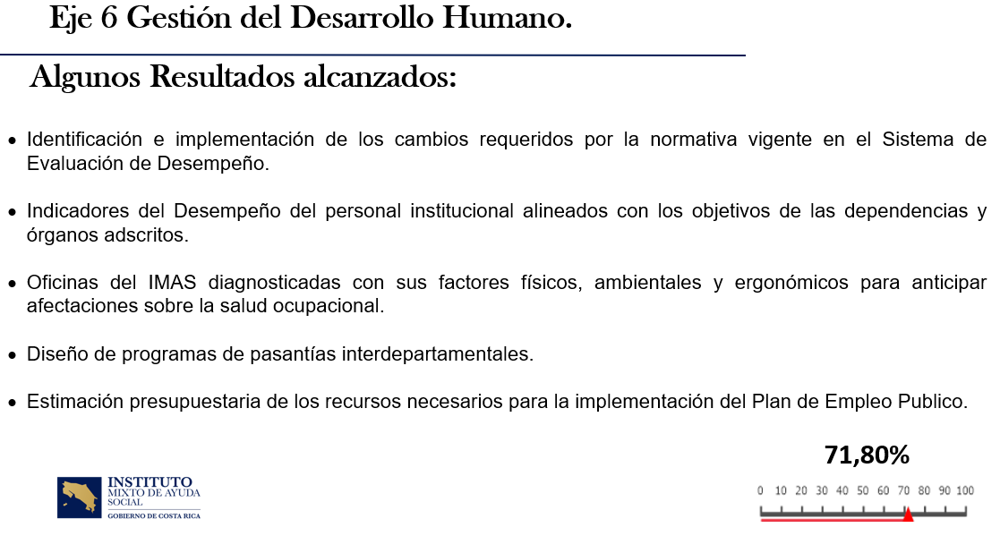 Eje 6 Gestión del Desarrollo Humano.
Algunos Resultados alcanzados:
• Identificación e implementación de los cambios requeridos por la normativa vigente en el Sistema de
Evaluación de Desempeño.
• Indicadores del Desempeño del personal institucional alineados con los objetivos de las dependencias y
órganos adscritos.
• Oficinas del IMAS diagnosticadas con sus factores físicos, ambientales y ergonómicos para anticipar
afectaciones sobre la salud ocupacional.
• Diseño de programas de pasantías interdepartamentales.
• Estimación presupuestaria de los recursos necesarios para la implementación del Plan de Empleo Publico.
71,80%
0 10 20 30 40 50 60 70 80 90 100
INSTITUTO
MIXTO DE AYUDA
SOCIAL
GOBIERNO DE COSTA RICA